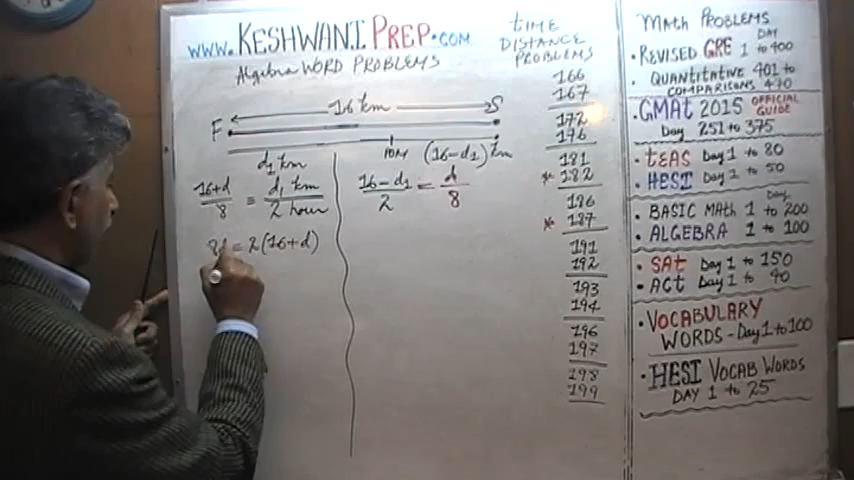 www.KESHWANI PREP.COM
Algebra WORD PROBLEMS
16 km
F S
d1 km 10AM (16-d1) km
16+d/8 = d1 km/2 hour
8d = 2(16+d)
16-d1/2 = d/8
TIME
DISTANCE
PROBLEMS
166
167
172
176
181
* 182
186
* 187
191
192
193
194
196
197
198
199
MATH PROBLEMS
DAY
• REVISED GRE 1 to 400
• QUANTITATIVE 401 to
COMPARISONS 470
• GMAT 2015 OFFICIAL GUIDE
Day 251 to 375
• TEAS Day 1 to 80
• HESI Day 1 to 50
Day
• BASIC MATH 1 to 200
• ALGEBRA 1 to 100
• SAT Day 1 to 150
• ACT Day 1 to 90
• VOCABULARY
WORDS - Day 1 to 100
• HESI VOCAB WORDS
DAY 1 to 25